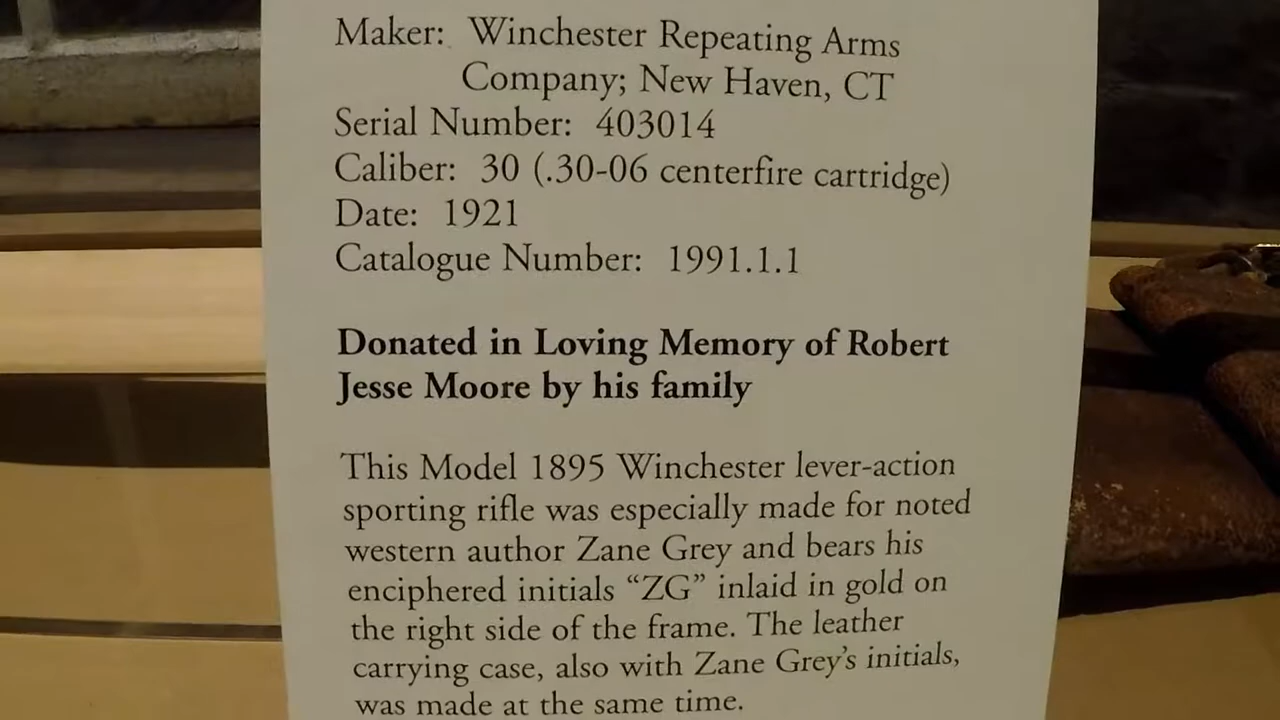 Maker: Winchester Repeating Arms
Company; New Haven, CT
Serial Number: 403014
Caliber: 30 (.30-06 centerfire cartridge)
Date: 1921
Catalogue Number: 1991.1.1
Donated in Loving Memory of Robert
Jesse Moore by his family
This Model 1895 Winchester lever-action
sporting rifle was especially made for noted
western author Zane Grey and bears his
enciphered initials “ZG” inlaid in gold on
the right side of the frame. The leather
carrying case, also with Zane Grey’s initials,
was made at the same time.